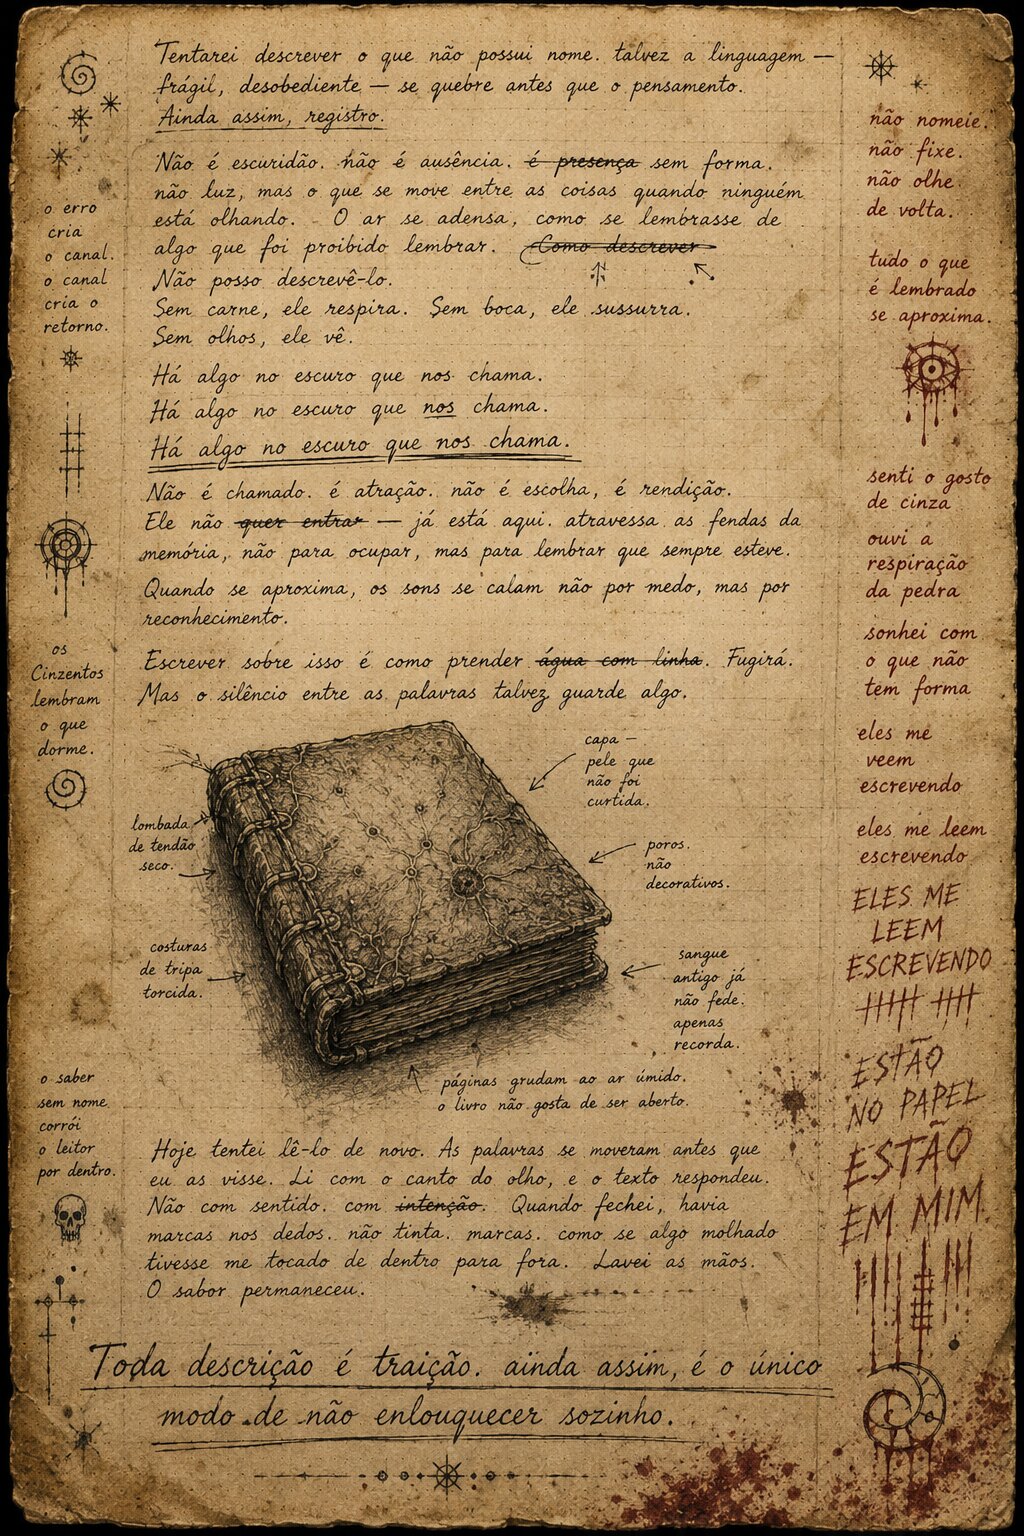 Tentarei descrever o que não possui nome. talvez a linguagem —
frágil, desobediente — se quebre antes que o pensamento.
Ainda assim, registro.
Não é escuridão. não é ausência. é presença sem forma.
não luz, mas o que se move entre as coisas quando ninguém
está olhando. O ar se adensa, como se lembrasse de
algo que foi proibido lembrar. Como descrever
Não posso descrevê-lo.
Sem carne, ele respira. Sem boca, ele sussurra.
Sem olhos, ele vê.
Há algo no escuro que nos chama.
Há algo no escuro que nos chama.
Há algo no escuro que nos chama.
Não é chamado. é atração. não é escolha, é rendição.
Ele não quer entrar — já está aqui. atravessa as fendas da
memória, não para ocupar, mas para lembrar que sempre esteve.
Quando se aproxima, os sons se calam não por medo, mas por
reconhecimento.
Escrever sobre isso é como prender água com linha. Fugirá.
Mas o silêncio entre as palavras talvez guarde algo.
capa —
pele que
não foi
curtida.
lombada
de tendão
seco.
poros.
não
decorativos.
costuras
de tripa
torcida.
sangue
antigo já
não fede.
apenas
recorda.
páginas grudam ao ar úmido.
o livro não gosta de ser aberto.
Hoje tentei lê-lo de novo. As palavras se moveram antes que
eu as visse. Li com o canto do olho, e o texto respondeu.
Não com sentido. com intenção. Quando fechei, havia
marcas nos dedos. não tinta. marcas. como se algo molhado
tivesse me tocado de dentro para fora. Lavei as mãos.
O sabor permaneceu.
Toda descrição é traição. ainda assim, é o único
modo de não enlouquecer sozinho.
o erro
cria
o canal.
o canal
cria o
retorno.
os
Cinzentos
lembram
o que
dorme.
o saber
sem nome
corrói
o leitor
por dentro.
não nomeie.
não fixe.
não olhe
de volta.
tudo o que
é lembrado
se aproxima.
senti o gosto
de cinza
ouvi a
respiração
da pedra
sonhei com
o que não
tem forma
eles me
veem
escrevendo
eles me leem
escrevendo
ELES ME
LEEM
ESCREVENDO
ESTÃO
NO PAPEL
ESTÃO
EM MIM